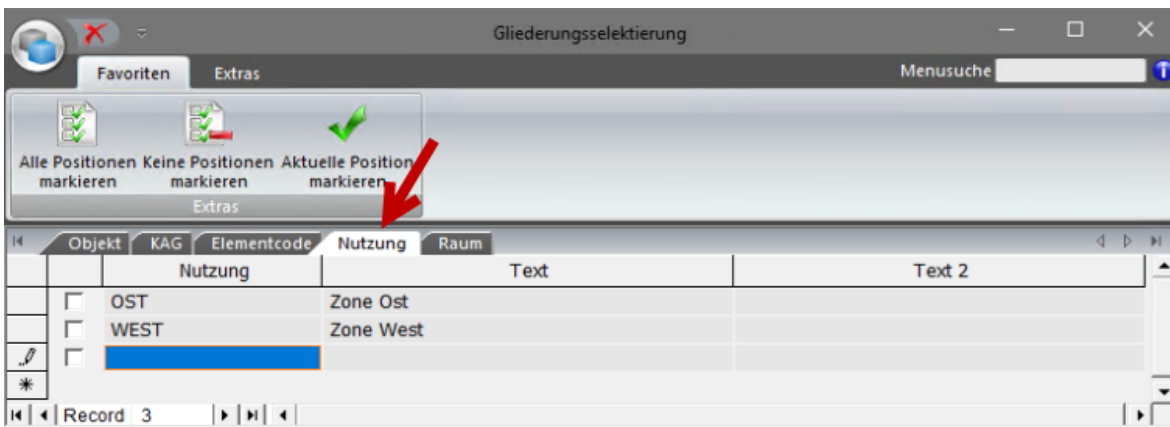 Gliederungsselektierung
Favoriten Extras Menusuche
Alle Positionen Keine Positionen Aktuelle Position
markieren markieren markieren
Extras
Objekt KAG Elementcode Nutzung Raum
Nutzung Text Text 2
OST Zone Ost
WEST Zone West
Record 3